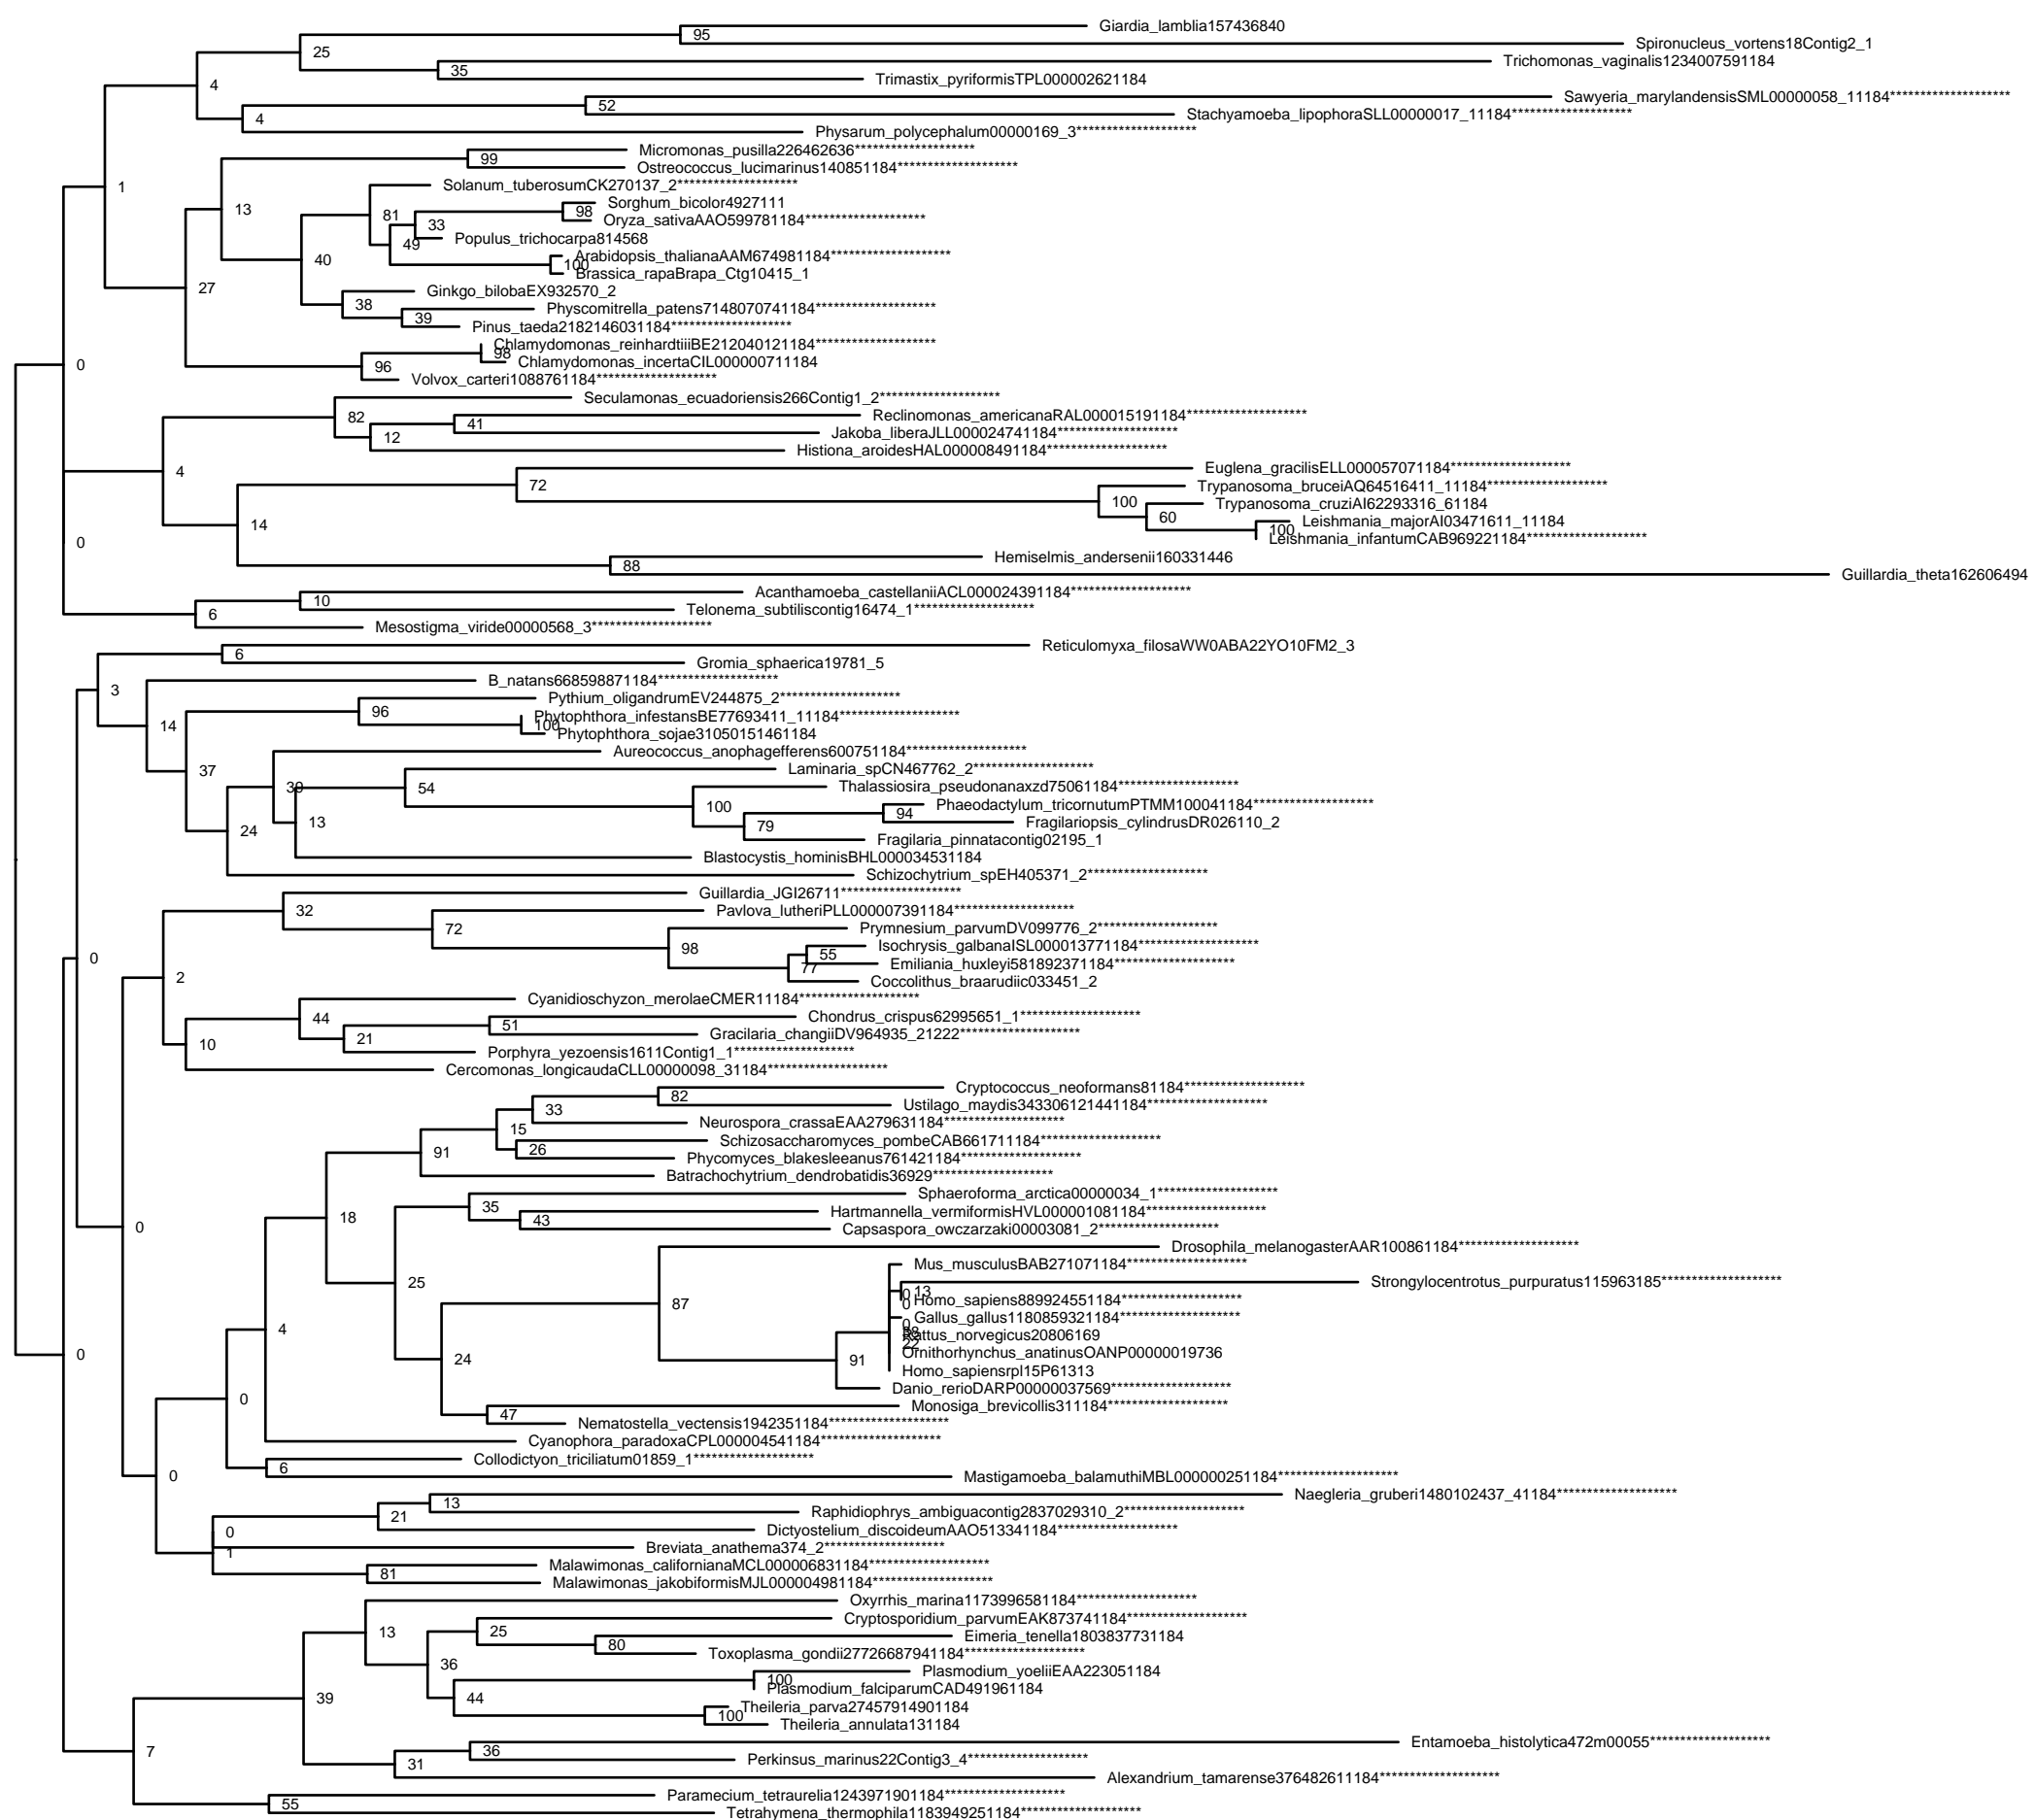 Giardia_lamblia157436840
95
Spironucleus_vortens18Contig2_1
25
Trichomonas_vaginalis1234007591184
35
Trimastix_pyriformisTPL000002621184
4
Sawyeria_marylandensisSML00000058_11184********************
52
Stachyamoeba_lipophoraSLL00000017_11184********************
4
Physarum_polycephalum00000169_3********************
1
Micromonas_pusilla226462636********************
99
Ostreococcus_lucimarinus140851184********************
13
Solanum_tuberosumCK270137_2********************
81
Sorghum_bicolor4927111
98
Oryza_sativaAAO599781184********************
33
Populus_trichocarpa814568
49
Arabidopsis_thalianaAAM674981184********************
100
Brassica_rapaBrapa_Ctg10415_1
40
27
Ginkgo_bilobaEX932570_2
38
Physcomitrella_patens7148070741184********************
39
Pinus_taeda2182146031184********************
Chlamydomonas_reinhardtiiiBE212040121184********************
98
Chlamydomonas_incertaCIL000000711184
96
Volvox_carteri1088761184********************
0
Seculamonas_ecuadoriensis266Contig1_2********************
82
Reclinomonas_americanaRAL000015191184********************
41
Jakoba_liberaJLL000024741184********************
12
Histiona_aroidesHAL000008491184********************
4
Euglena_gracilisELL000057071184********************
72
Trypanosoma_bruceiAQ64516411_11184********************
100
Trypanosoma_cruziAI62293316_61184
60
Leishmania_majorAI03471611_11184
100
Leishmania_infantumCAB969221184********************
14
0
Hemiselmis_andersenii160331446
88
Guillardia_theta162606494
Acanthamoeba_castellaniiACL000024391184********************
10
Telonema_subtiliscontig16474_1********************
6
Mesostigma_viride00000568_3********************
Reticulomyxa_filosaWW0ABA22YO10FM2_3
6
Gromia_sphaerica19781_5
3
B_natans668598871184********************
14
Pythium_oligandrumEV244875_2********************
96
Phytophthora_infestansBE77693411_11184********************
100
Phytophthora_sojae31050151461184
37
Aureococcus_anophagefferens600751184********************
39
Laminaria_spCN467762_2********************
54
Thalassiosira_pseudonanaxzd75061184********************
100
Phaeodactylum_tricornutumPTMM100041184********************
94
Fragilariopsis_cylindrusDR026110_2
79
Fragilaria_pinnatacontig02195_1
13
24
Blastocystis_hominisBHL000034531184
Schizochytrium_spEH405371_2********************
Guillardia_JGI26711********************
32
Pavlova_lutheriPLL000007391184********************
72
Prymnesium_parvumDV099776_2********************
98
Isochrysis_galbanaISL000013771184********************
55
Emiliania_huxleyi581892371184********************
77
Coccolithus_braarudiic033451_2
0
2
Cyanidioschyzon_merolaeCMER11184********************
44
Chondrus_crispus62995651_1********************
51
Gracilaria_changiiDV964935_21222********************
21
Porphyra_yezoensis1611Contig1_1********************
10
Cercomonas_longicaudaCLL00000098_31184********************
Cryptococcus_neoformans81184********************
82
Ustilago_maydis343306121441184********************
33
Neurospora_crassaEAA279631184********************
15
Schizosaccharomyces_pombeCAB661711184********************
26
Phycomyces_blakesleeanus761421184********************
91
Batrachochytrium_dendrobatidis36929********************
18
Sphaeroforma_arctica00000034_1********************
35
Hartmannella_vermiformisHVL000001081184********************
43
Capsaspora_owczarzaki00003081_2********************
0
25
Drosophila_melanogasterAAR100861184********************
87
Mus_musculusBAB271071184********************
Strongylocentrotus_purpuratus115963185********************
13
0
Homo_sapiens889924551184********************
0
Gallus_gallus1180859321184********************
0
Rattus_norvegicus20806169
22
Ornithorhynchus_anatinusOANP00000019736
91
Homo_sapiensrpl15P61313
Danio_rerioDARP00000037569********************
24
4
0
Monosiga_brevicollis311184********************
47
Nematostella_vectensis1942351184********************
0
Cyanophora_paradoxaCPL000004541184********************
Collodictyon_triciliatum01859_1********************
6
Mastigamoeba_balamuthiMBL000000251184********************
0
Naegleria_gruberi1480102437_41184********************
13
Raphidiophrys_ambiguacontig2837029310_2********************
21
Dictyostelium_discoideumAAO513341184********************
0
Breviata_anathema374_2********************
1
Malawimonas_californianaMCL000006831184********************
81
Malawimonas_jakobiformisMJL000004981184********************
Oxyrrhis_marina1173996581184********************
13
Cryptosporidium_parvumEAK873741184********************
25
Eimeria_tenella1803837731184
80
Toxoplasma_gondii27726687941184********************
36
Plasmodium_yoeliiEAA223051184
100
Plasmodium_falciparumCAD491961184
44
Theileria_parva27457914901184
100
Theileria_annulata131184
39
7
Entamoeba_histolytica472m00055********************
36
Perkinsus_marinus22Contig3_4********************
31
Alexandrium_tamarense376482611184********************
Paramecium_tetraurelia1243971901184********************
55
Tetrahymena_thermophila1183949251184********************